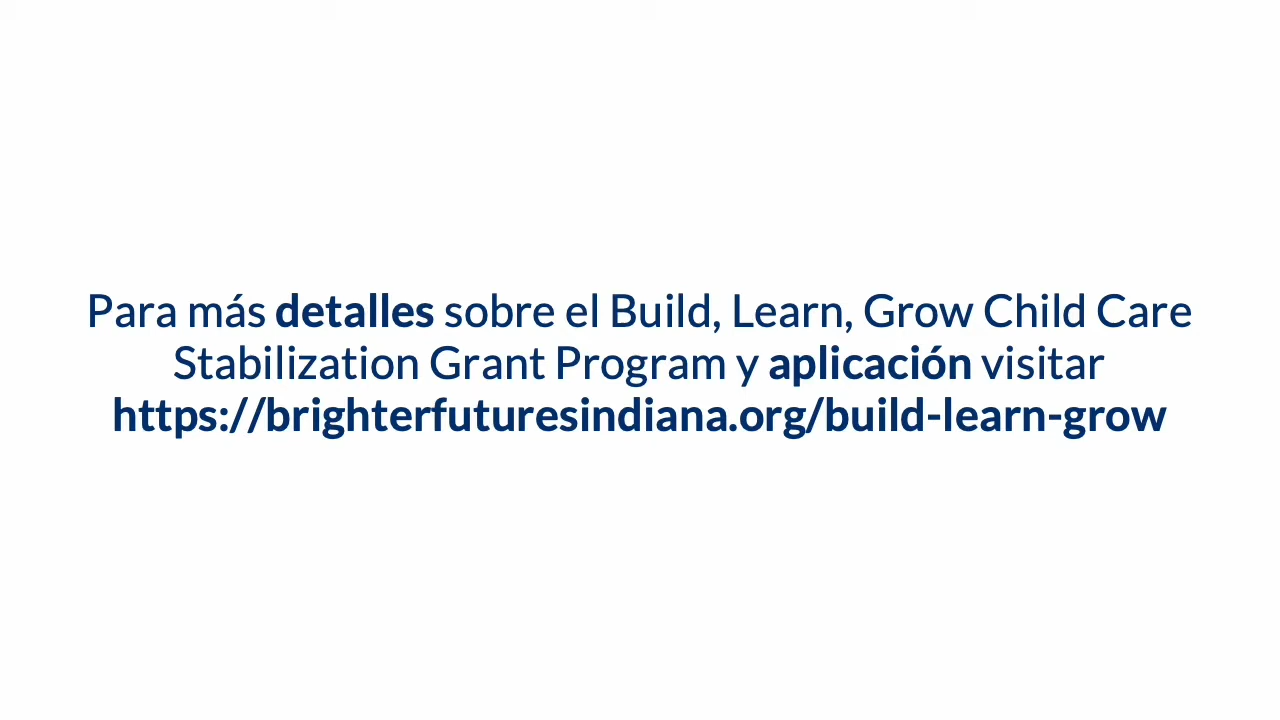 Para más detalles sobre el Build, Learn, Grow Child Care
Stabilization Grant Program y aplicación visitar
https://brighterfuturesindiana.org/build-learn-grow